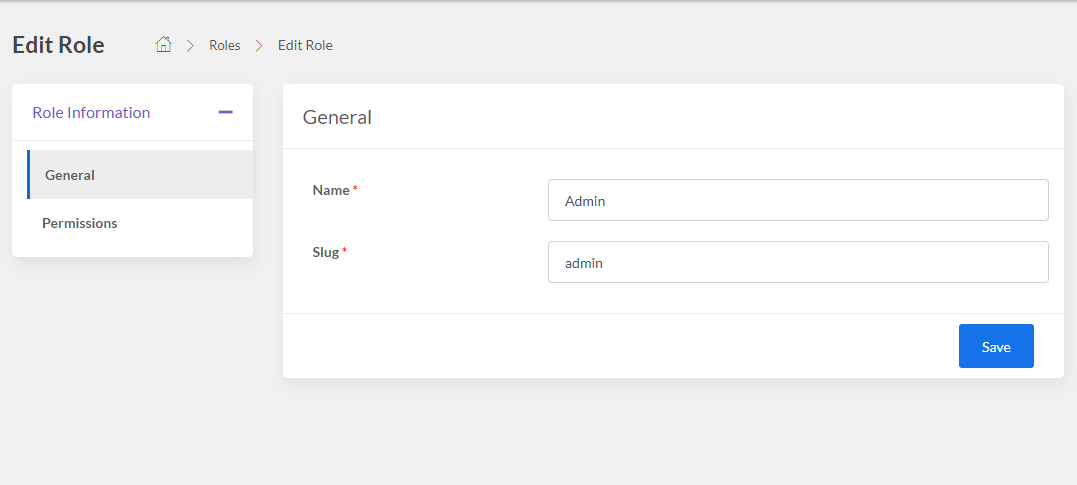 Edit Role
Roles
Edit Role
Role Information
General
Permissions
General
Name*
Admin
Slug*
admin
Save